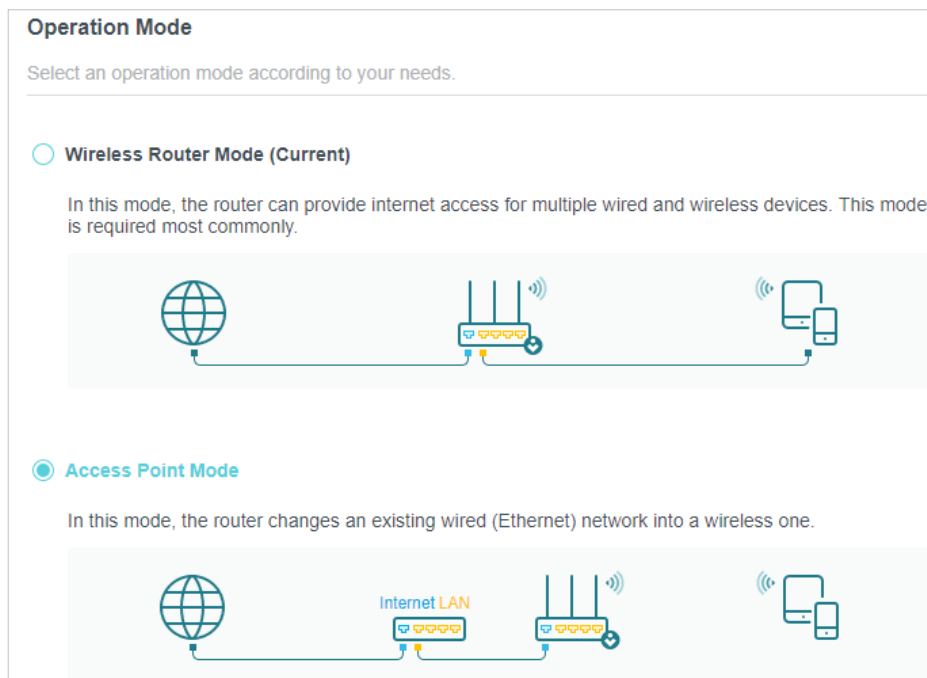 Operation Mode
Select an operation mode according to your needs.
Wireless Router Mode (Current)
In this mode, the router can provide internet access for multiple wired and wireless devices. This mode
is required most commonly.
Access Point Mode
In this mode, the router changes an existing wired (Ethernet) network into a wireless one.
Internet LAN